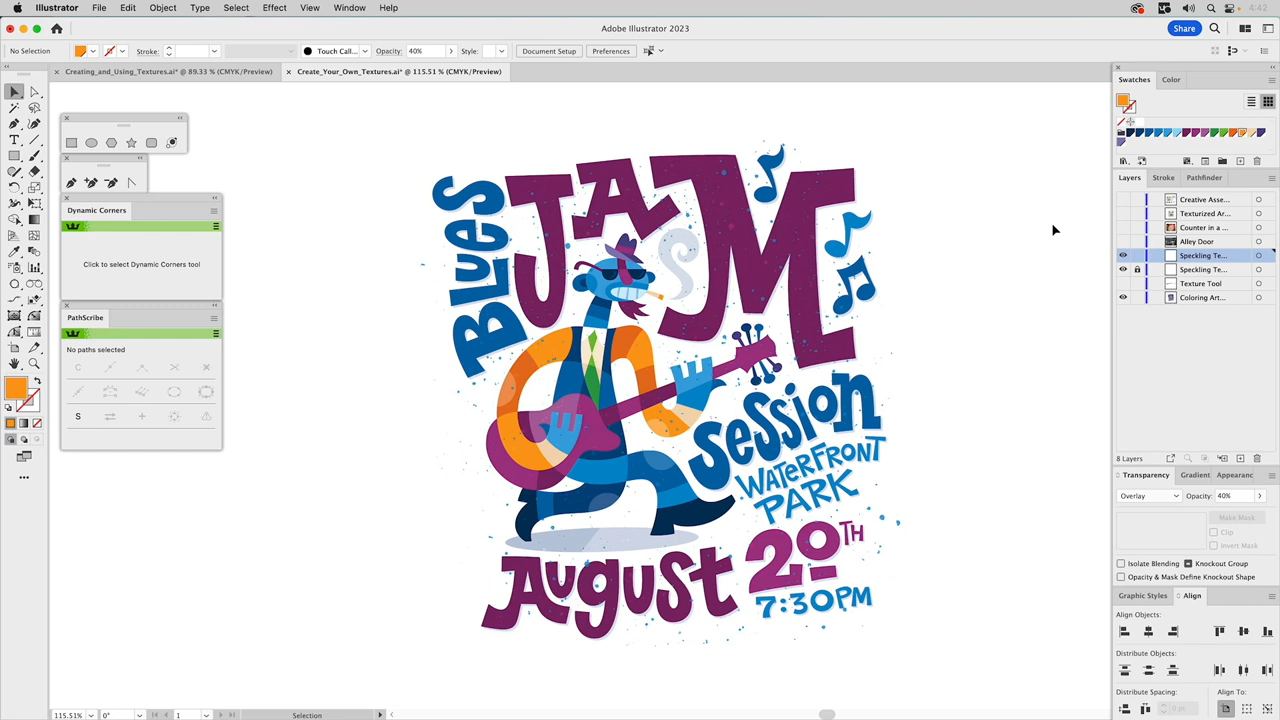 Illustrator File Edit Object Type Select Effect View Window Help 4:42
Adobe Illustrator 2023
Share
No Selection Stroke: Touch Call... Opacity: 40% Style: Document Setup Preferences
× Creating_and_Using_Textures.ai* @ 89.33 % (CMYK/Preview) × Create_Your_Own_Textures.ai* @ 115.51 % (CMYK/Preview)
Dynamic Corners
Click to select Dynamic Corners tool
PathScribe
No paths selected
BLUES
JAM
SESSION
WATERFRONT
PARK
AUGUST
20TH
7:30PM
Swatches Color
Layers Stroke Pathfinder
Creative Asse...
Texturized Ar...
Counter in a ...
Alley Door
Speckling Te...
Speckling Te...
Texture Tool
Coloring Art...
8 Layers
Transparency Gradient Appearanc
Overlay Opacity: 40%
Make Mask
Clip
Invert Mask
Isolate Blending Knockout Group
Opacity & Mask Define Knockout Shape
Graphic Styles Align
Align Objects:
Distribute Objects:
Distribute Spacing: Align To:
0 pt
115.51% 0° 1 Selection